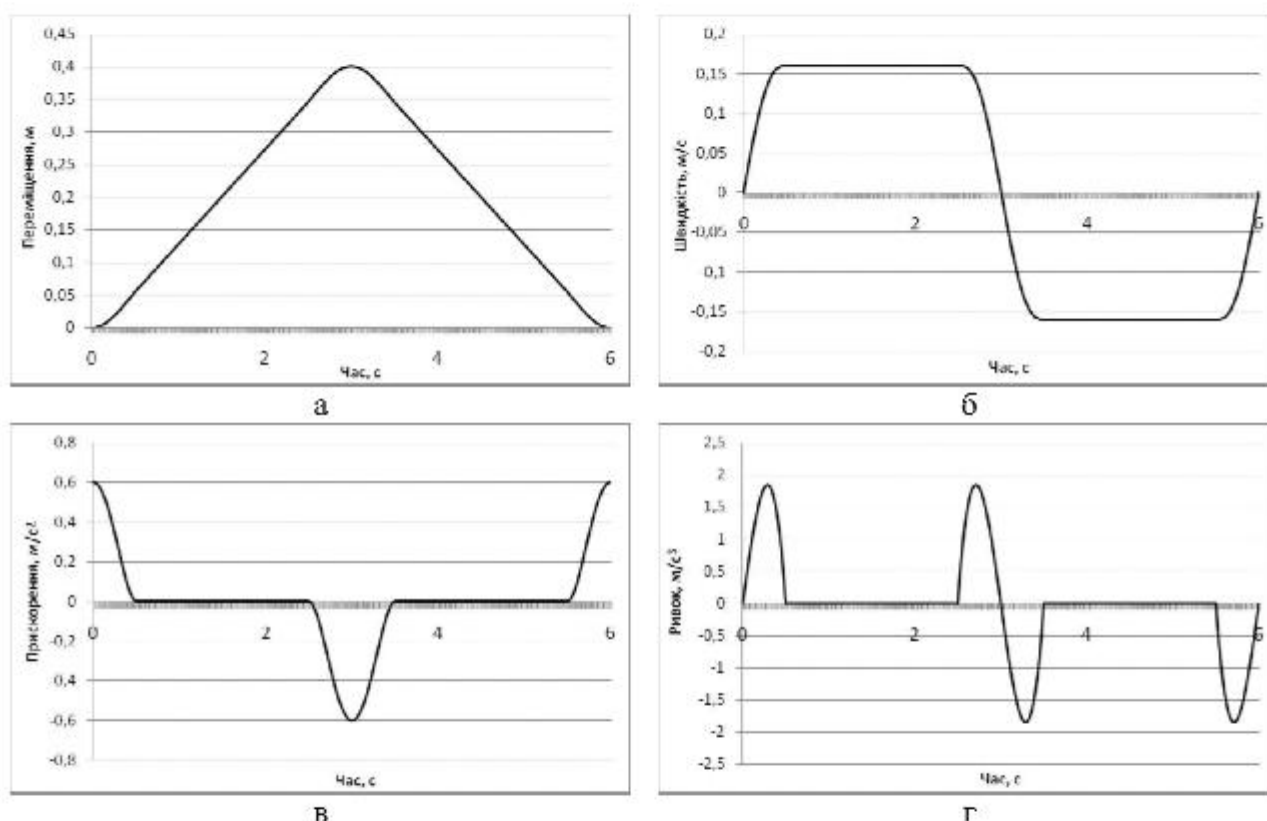 0,45
0,4
0,35
0,3
0,25
0,2
0,15
0,1
0,05
0
0 2 4 6
Переміщення, м
Час, с
а
0,2
0,15
0,1
0,05
0
-0,05
0,1
-0,15
-0,2
0 2 4 6
Швидкість, м/с
Час, с
б
0,8
0,6
0,4
0,2
0
-0,2
-0,4
-0,6
-0,8
0 2 4 6
Прискорення, м/с²
Час, с
в
2,5
2
1,5
1
0,5
0
-0,5
-1
-1,5
-2
-2,5
0 2 4 6
Ривок, м/с³
Час, с
г